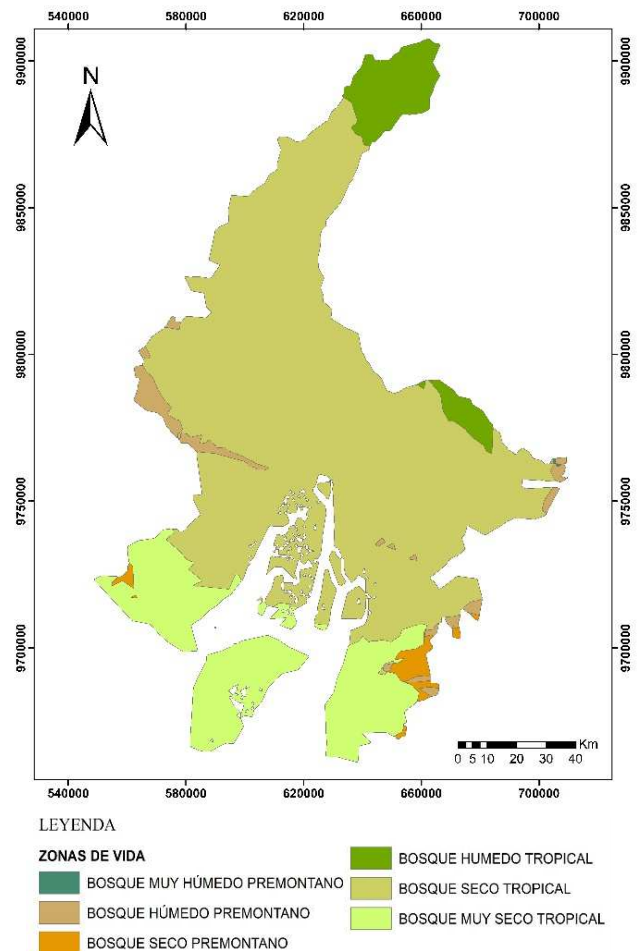 540000 580000 620000 660000 700000
N
9900000 9900000
9850000 9850000
9800000 9800000
9750000 9750000
9700000 9700000
Km
0 5 10 20 30 40
540000 580000 620000 660000 700000
LEYENDA
ZONAS DE VIDA
BOSQUE MUY HÚMEDO PREMONTANO
BOSQUE HÚMEDO PREMONTANO
BOSQUE SECO PREMONTANO
BOSQUE HUMEDO TROPICAL
BOSQUE SECO TROPICAL
BOSQUE MUY SECO TROPICAL